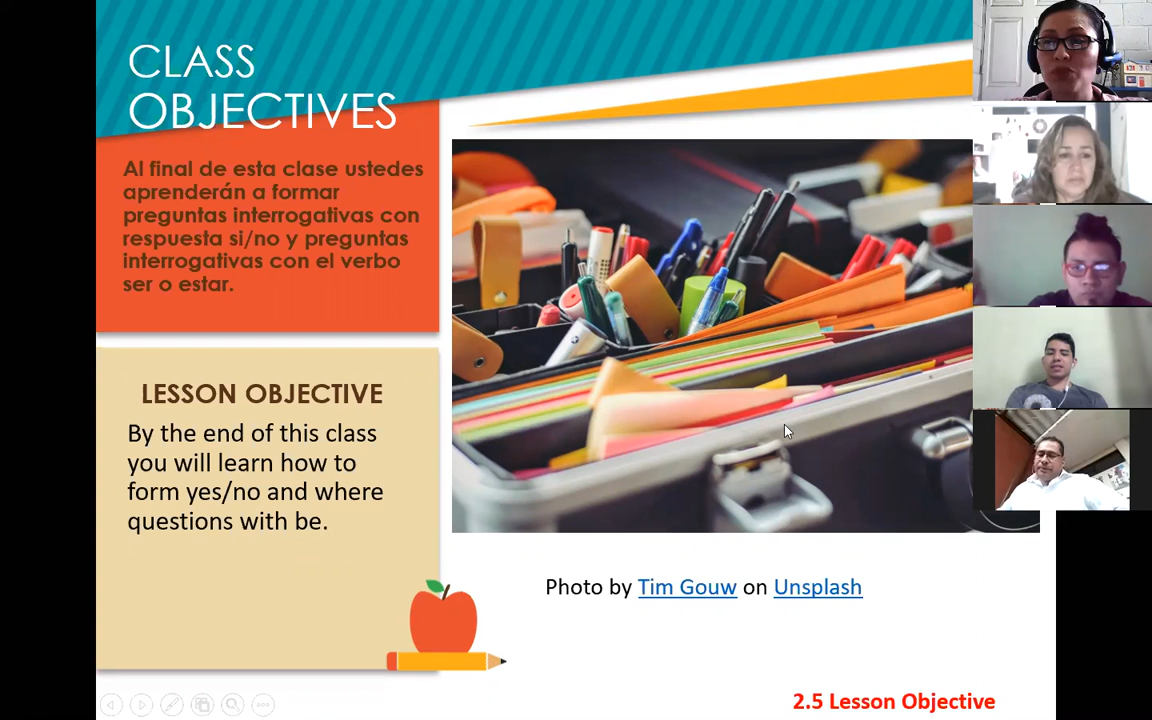 CLASS
OBJECTIVES
Al final de esta clase ustedes
aprenderán a formar
preguntas interrogativas con
respuesta si/no y preguntas
interrogativas con el verbo
ser o estar.
LESSON OBJECTIVE
By the end of this class
you will learn how to
form yes/no and where
questions with be.
Photo by Tim Gouw on Unsplash
2.5 Lesson Objective